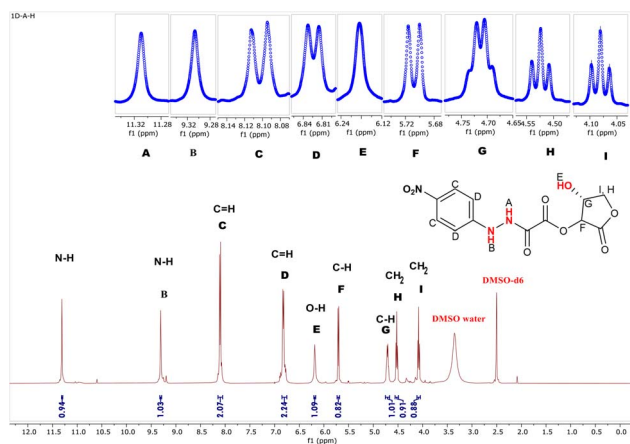 1D-A-H
11.32 11.28
f1 (ppm)
9.32 9.28
f1 (ppm)
8.14 8.12 8.10 8.08
f1 (ppm)
6.84 6.81
f1 (ppm)
6.24 6.12
f1 (ppm)
5.72 5.68
f1 (ppm)
4.75 4.70 4.65
f1 (ppm)
4.55 4.50
f1 (ppm)
4.10 4.05
f1 (ppm)
A B C D E F G H I
O₂N
C
D
C
D
A
H
N
N
H
B
O
O
O
E
HO
G
I, H
F
O
O
N-H
N-H
B
C=H
C
C=H
D
O-H
E
C-H
F
C-H
G
CH₂
H
CH₂
I
DMSO water
DMSO-d6
0.94
1.03
2.07
2.24
1.09
0.82
1.01
0.91
0.88
12.0 11.5 11.0 10.5 10.0 9.5 9.0 8.5 8.0 7.5 7.0 6.5 6.0 5.5 5.0 4.5 4.0 3.5 3.0 2.5 2.0 1.5 1.0 0.5 0.0
f1 (ppm)